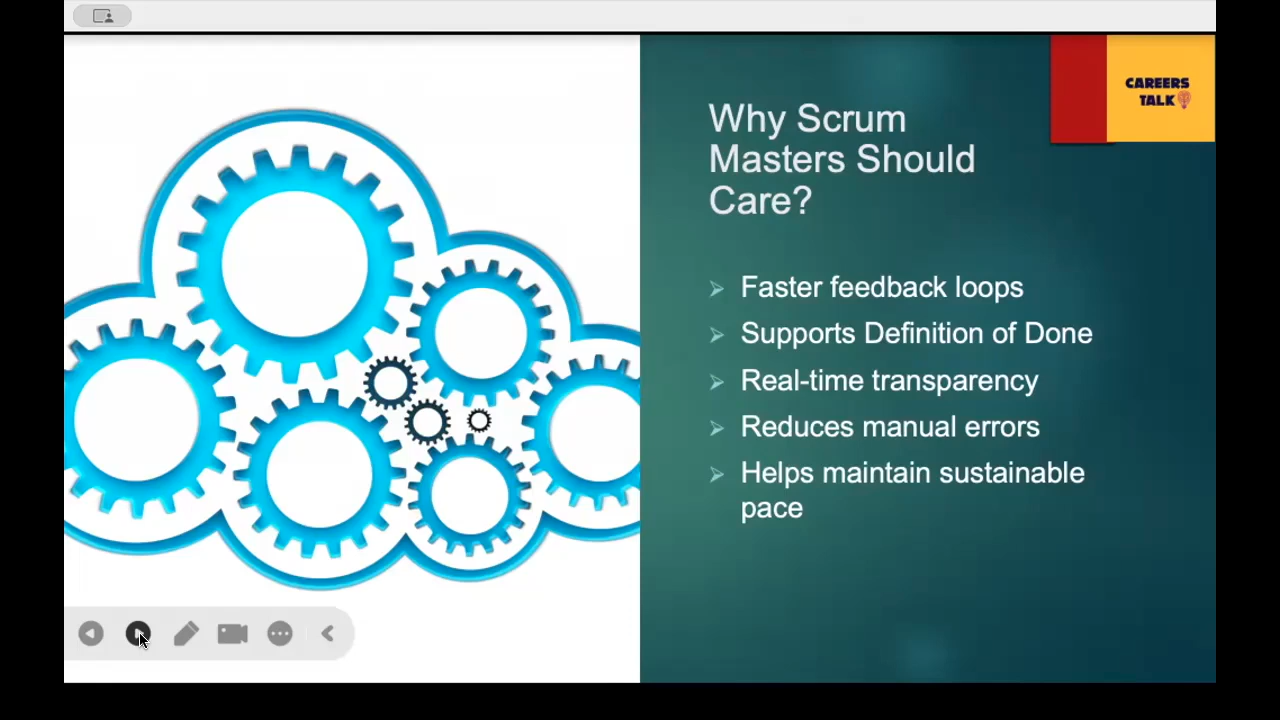 CAREERS
TALK
Why Scrum
Masters Should
Care?
Faster feedback loops
Supports Definition of Done
Real-time transparency
Reduces manual errors
Helps maintain sustainable
pace